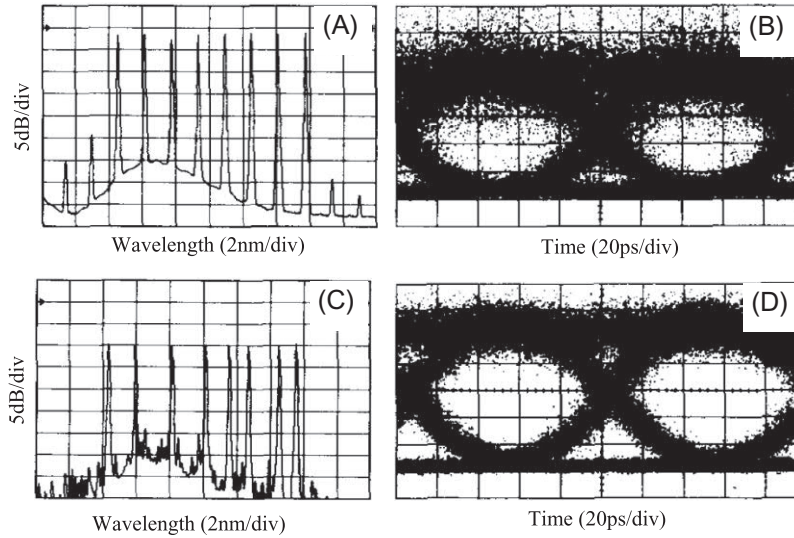 (A)
(B)
5dB/div
Wavelength (2nm/div)
Time (20ps/div)
(C)
(D)
5dB/div
Wavelength (2nm/div)
Time (20ps/div)